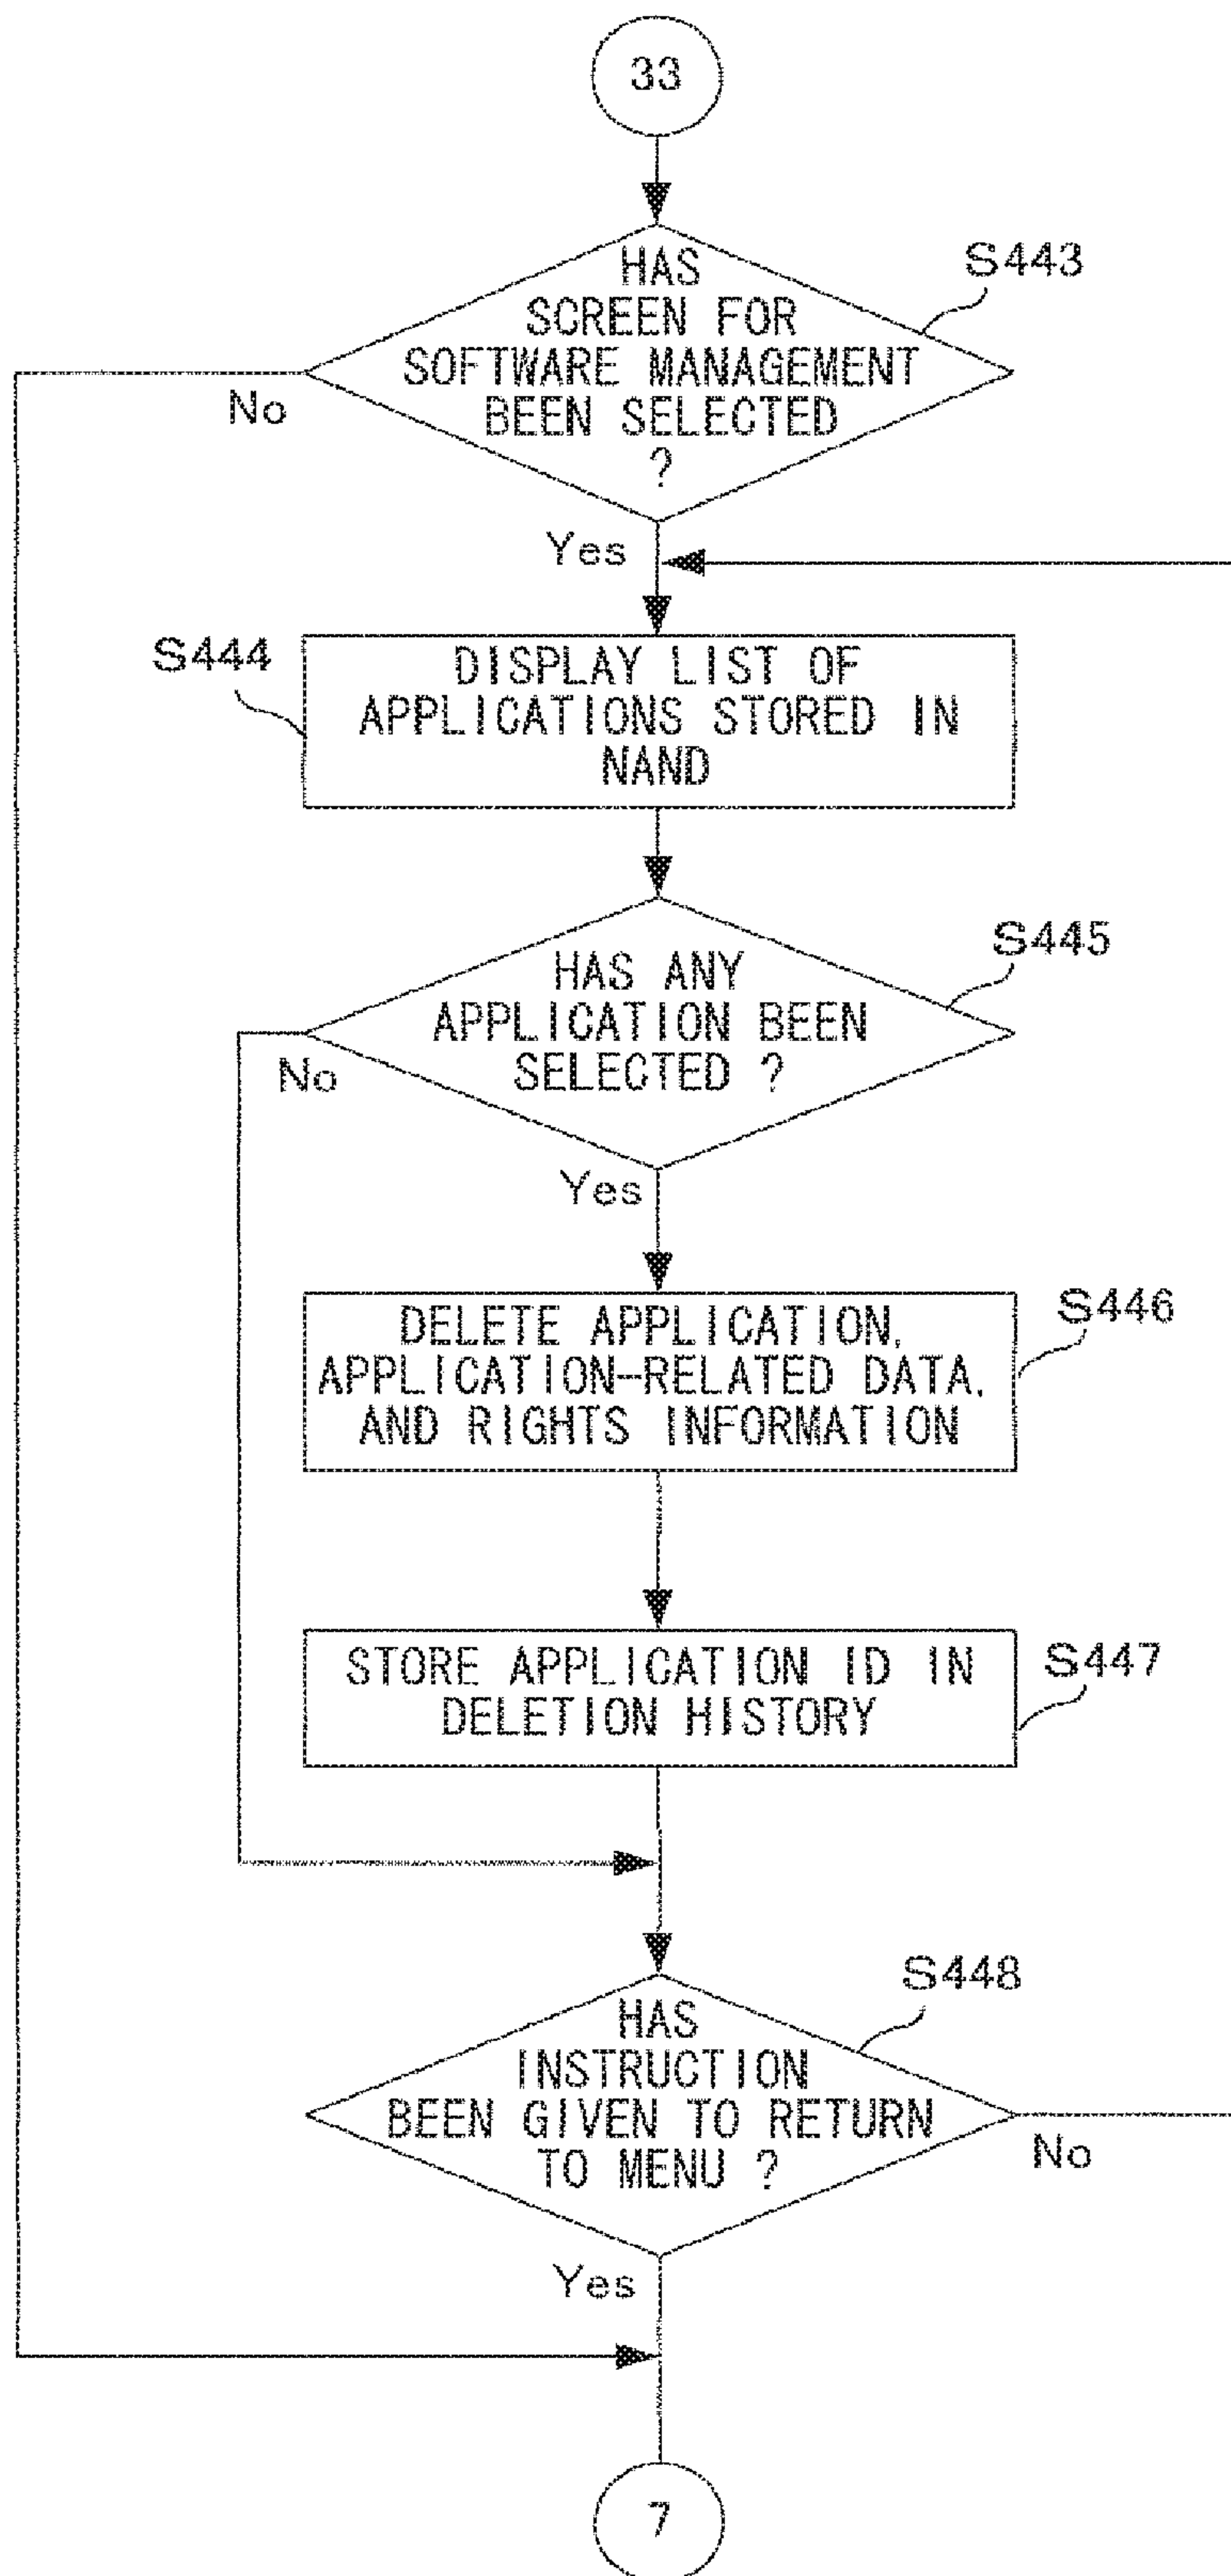 33
HAS
SCREEN FOR
SOFTWARE MANAGEMENT
BEEN SELECTED
?
S443
No
Yes
S444
DISPLAY LIST OF
APPLICATIONS STORED IN
NAND
S445
HAS ANY
APPLICATION BEEN
SELECTED ?
No
Yes
S446
DELETE APPLICATION,
APPLICATION-RELATED DATA,
AND RIGHTS INFORMATION
S447
STORE APPLICATION ID IN
DELETION HISTORY
S448
HAS
INSTRUCTION
BEEN GIVEN TO RETURN
TO MENU ?
No
Yes
7